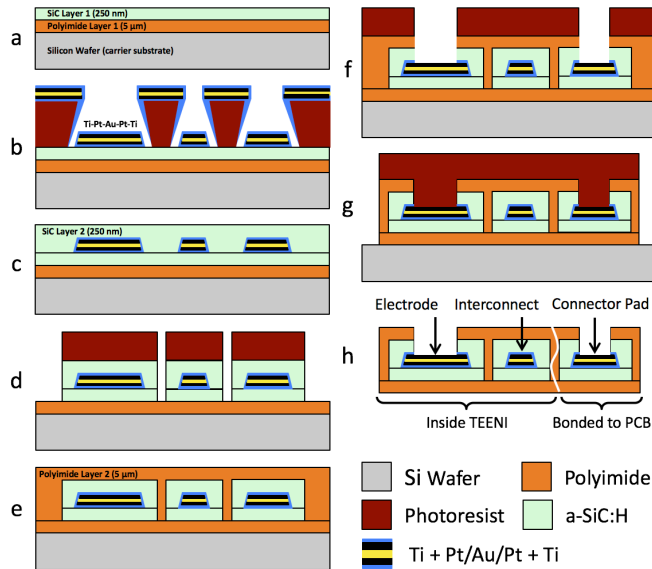 a
SiC Layer 1 (250 nm)
Polyimide Layer 1 (5 µm)
Silicon Wafer (carrier substrate)
b
Ti-Pt-Au-Pt-Ti
c
SiC Layer 2 (250 nm)
d
e
Polyimide Layer 2 (5 µm)
f
g
h
Electrode Interconnect Connector Pad
Inside TEENI Bonded to PCB
Si Wafer Polyimide
Photoresist a-SiC:H
Ti + Pt/Au/Pt + Ti